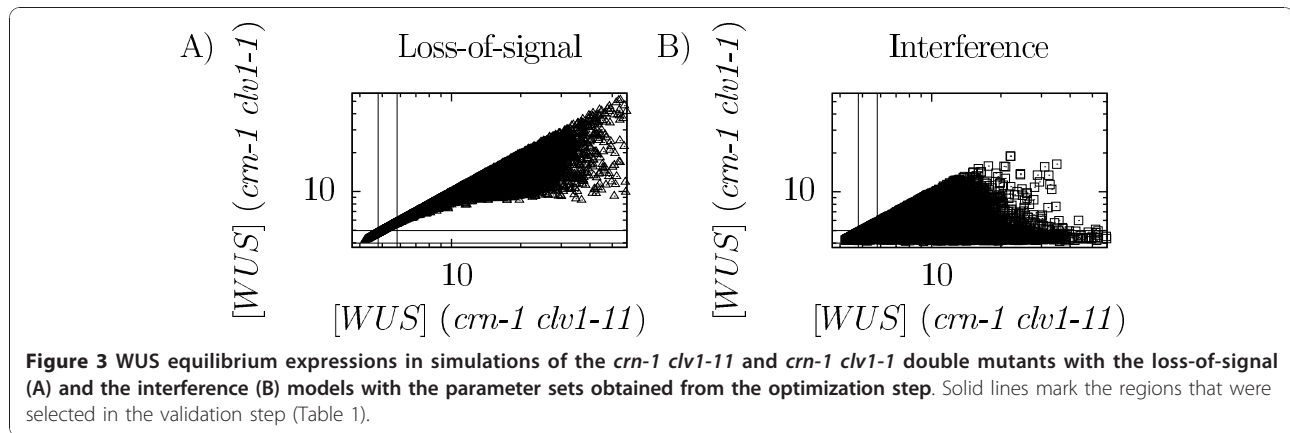 A)
Loss-of-signal
[WUS] (crn-1 clv1-1)
10
10
[WUS] (crn-1 clv1-11)
B)
Interference
[WUS] (crn-1 clv1-1)
10
10
[WUS] (crn-1 clv1-11)
Figure 3 WUS equilibrium expressions in simulations of the crn-1 clv1-11 and crn-1 clv1-1 double mutants with the loss-of-signal
(A) and the interference (B) models with the parameter sets obtained from the optimization step. Solid lines mark the regions that were
selected in the validation step (Table 1).